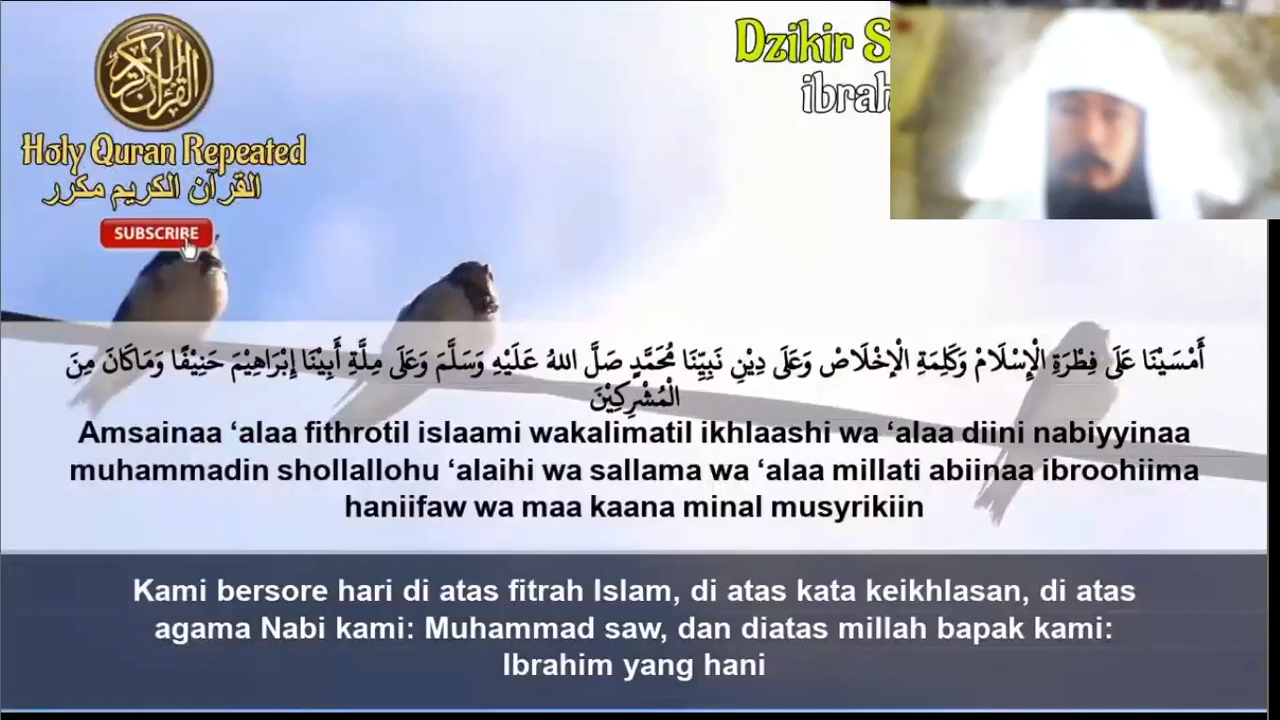 Dzikir S
ibrah
Holy Quran Repeated
القرآن الكريم مكرر
SUBSCRIBE
أَمْسَيْنَا عَلَى فِطْرَةِ الْإِسْلَامْ وَكَلِمَةِ الْإِخْلَاصْ وَعَلَى دِيْنِ نَبِيِّنَا مُحَمَّدٍ صَلَّ اللهُ عَلَيْهِ وَسَلَّمَ وَعَلَى مِلَّةِ أَبِيْنَا إِبْرَاهِيْمَ حَنِيْفًا وَمَاكَانَ مِنَ
الْمُشْرِكِيْنَ
Amsainaa ‘alaa fithrotil islaami wakalimatil ikhlaashi wa ‘alaa diini nabiyyinaa
muhammadin shollallohu ‘alaihi wa sallama wa ‘alaa millati abiinaa ibroohiima
haniifaw wa maa kaana minal musyrikiin
Kami bersore hari di atas fitrah Islam, di atas kata keikhlasan, di atas
agama Nabi kami: Muhammad saw, dan diatas millah bapak kami:
Ibrahim yang hani